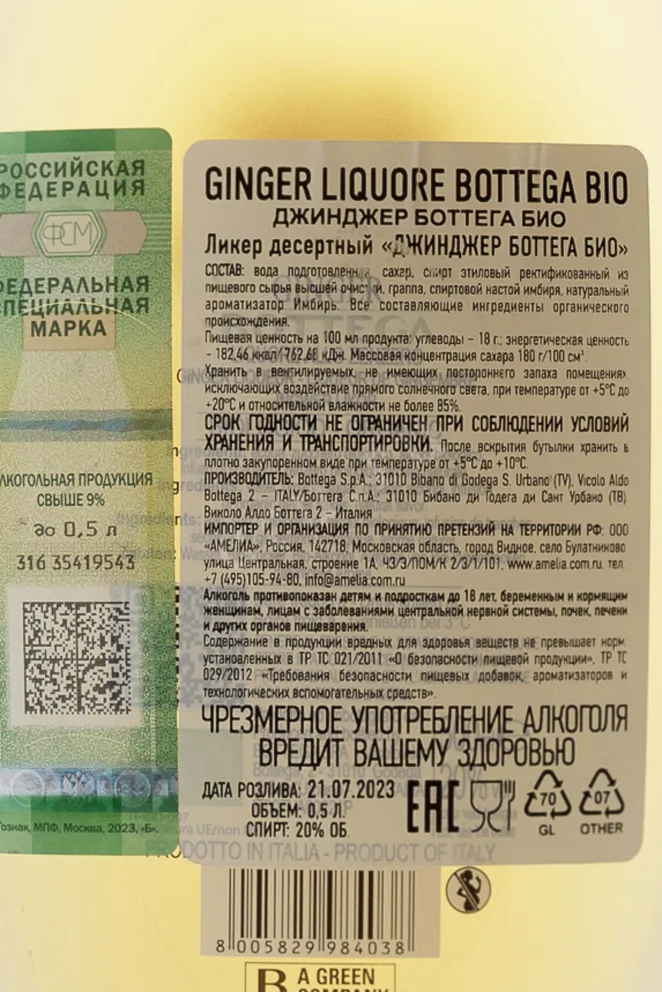 РОССИЙСКАЯ
ФЕДЕРАЦИЯ
ФСМ
ФЕДЕРАЛЬНАЯ
СПЕЦИАЛЬНАЯ
МАРКА
АЛКОГОЛЬНАЯ ПРОДУКЦИЯ
СВЫШЕ 9%
до 0,5 л
316 35419543
Гознак, МПФ, Москва, 2023, «Б».
GINGER LIQUORE BOTTEGA BIO
ДЖИНДЖЕР БОТТЕГА БИО
Ликер десертный «ДЖИНДЖЕР БОТТЕГА БИО»
СОСТАВ: вода подготовленная, сахар, спирт этиловый ректификованный из
пищевого сырья высшей очистки, граппа, спиртовой настой имбиря, натуральный
ароматизатор Имбирь. Все составляющие ингредиенты органического
происхождения.
Пищевая ценность на 100 мл продукта: углеводы – 18 г.; энергетическая ценность
- 182,46 ккал/762,68 кДж. Массовая концентрация сахара 180 г/100 см³
Хранить в вентилируемых, не имеющих постороннего запаха помещениях
исключающих воздействие прямого солнечного света, при температуре от +5°С до
+20°С и относительной влажности не более 85%.
СРОК ГОДНОСТИ НЕ ОГРАНИЧЕН ПРИ СОБЛЮДЕНИИ УСЛОВИЙ
ХРАНЕНИЯ И ТРАНСПОРТИРОВКИ. После вскрытия бутылки хранить в
плотно закупоренном виде при температуре от +5°С до +10°С.
ПРОИЗВОДИТЕЛЬ: Bottega S.p.A.; 31010 Bibano di Godega S. Urbano (TV), Vicolo Aldo
Bottega 2 – ITALY/Боттега С.п.А.; 31010 Бибано ди Годега ди Сант Урбано (ТВ)
Виколо Алдо Боттега 2 – Италия
ИМПОРТЕР И ОРГАНИЗАЦИЯ ПО ПРИНЯТИЮ ПРЕТЕНЗИЙ НА ТЕРРИТОРИИ РФ: ООО
«АМЕЛИА», Россия, 142718, Московская область, город Видное, село Булатниково
улица Центральная, строение 1А, ЧЗ/Э/ПОМ/К 2/3/1/101, www.amelia.com.ru, тел
+7 (495)105-94-80, info@amelia.com.ru
Алкоголь противопоказан детям и подросткам до 18 лет, беременным и кормящим
женщинам, лицам с заболеваниями центральной нервной системы, почек, печени
и других органов пищеварения.
Содержание в продукции вредных для здоровья веществ не превышает норм
установленных в ТР ТС 021/2011 «О безопасности пищевой продукции», ТР ТС
029/2012 «Требования безопасности пищевых добавок, ароматизаторов и
технологических вспомогательных средств».
ЧРЕЗМЕРНОЕ УПОТРЕБЛЕНИЕ АЛКОГОЛЯ
ВРЕДИТ ВАШЕМУ ЗДОРОВЬЮ
ДАТА РОЗЛИВА: 21.07.2023
ОБЪЕМ: 0,5 Л.
СПИРТ: 20% ОБ.
EAC
70
GL
07
OTHER
PRODOTTO IN ITALIA - PRODUCT OF ITALY
8 005829 984038
B A GREEN
COMPANY